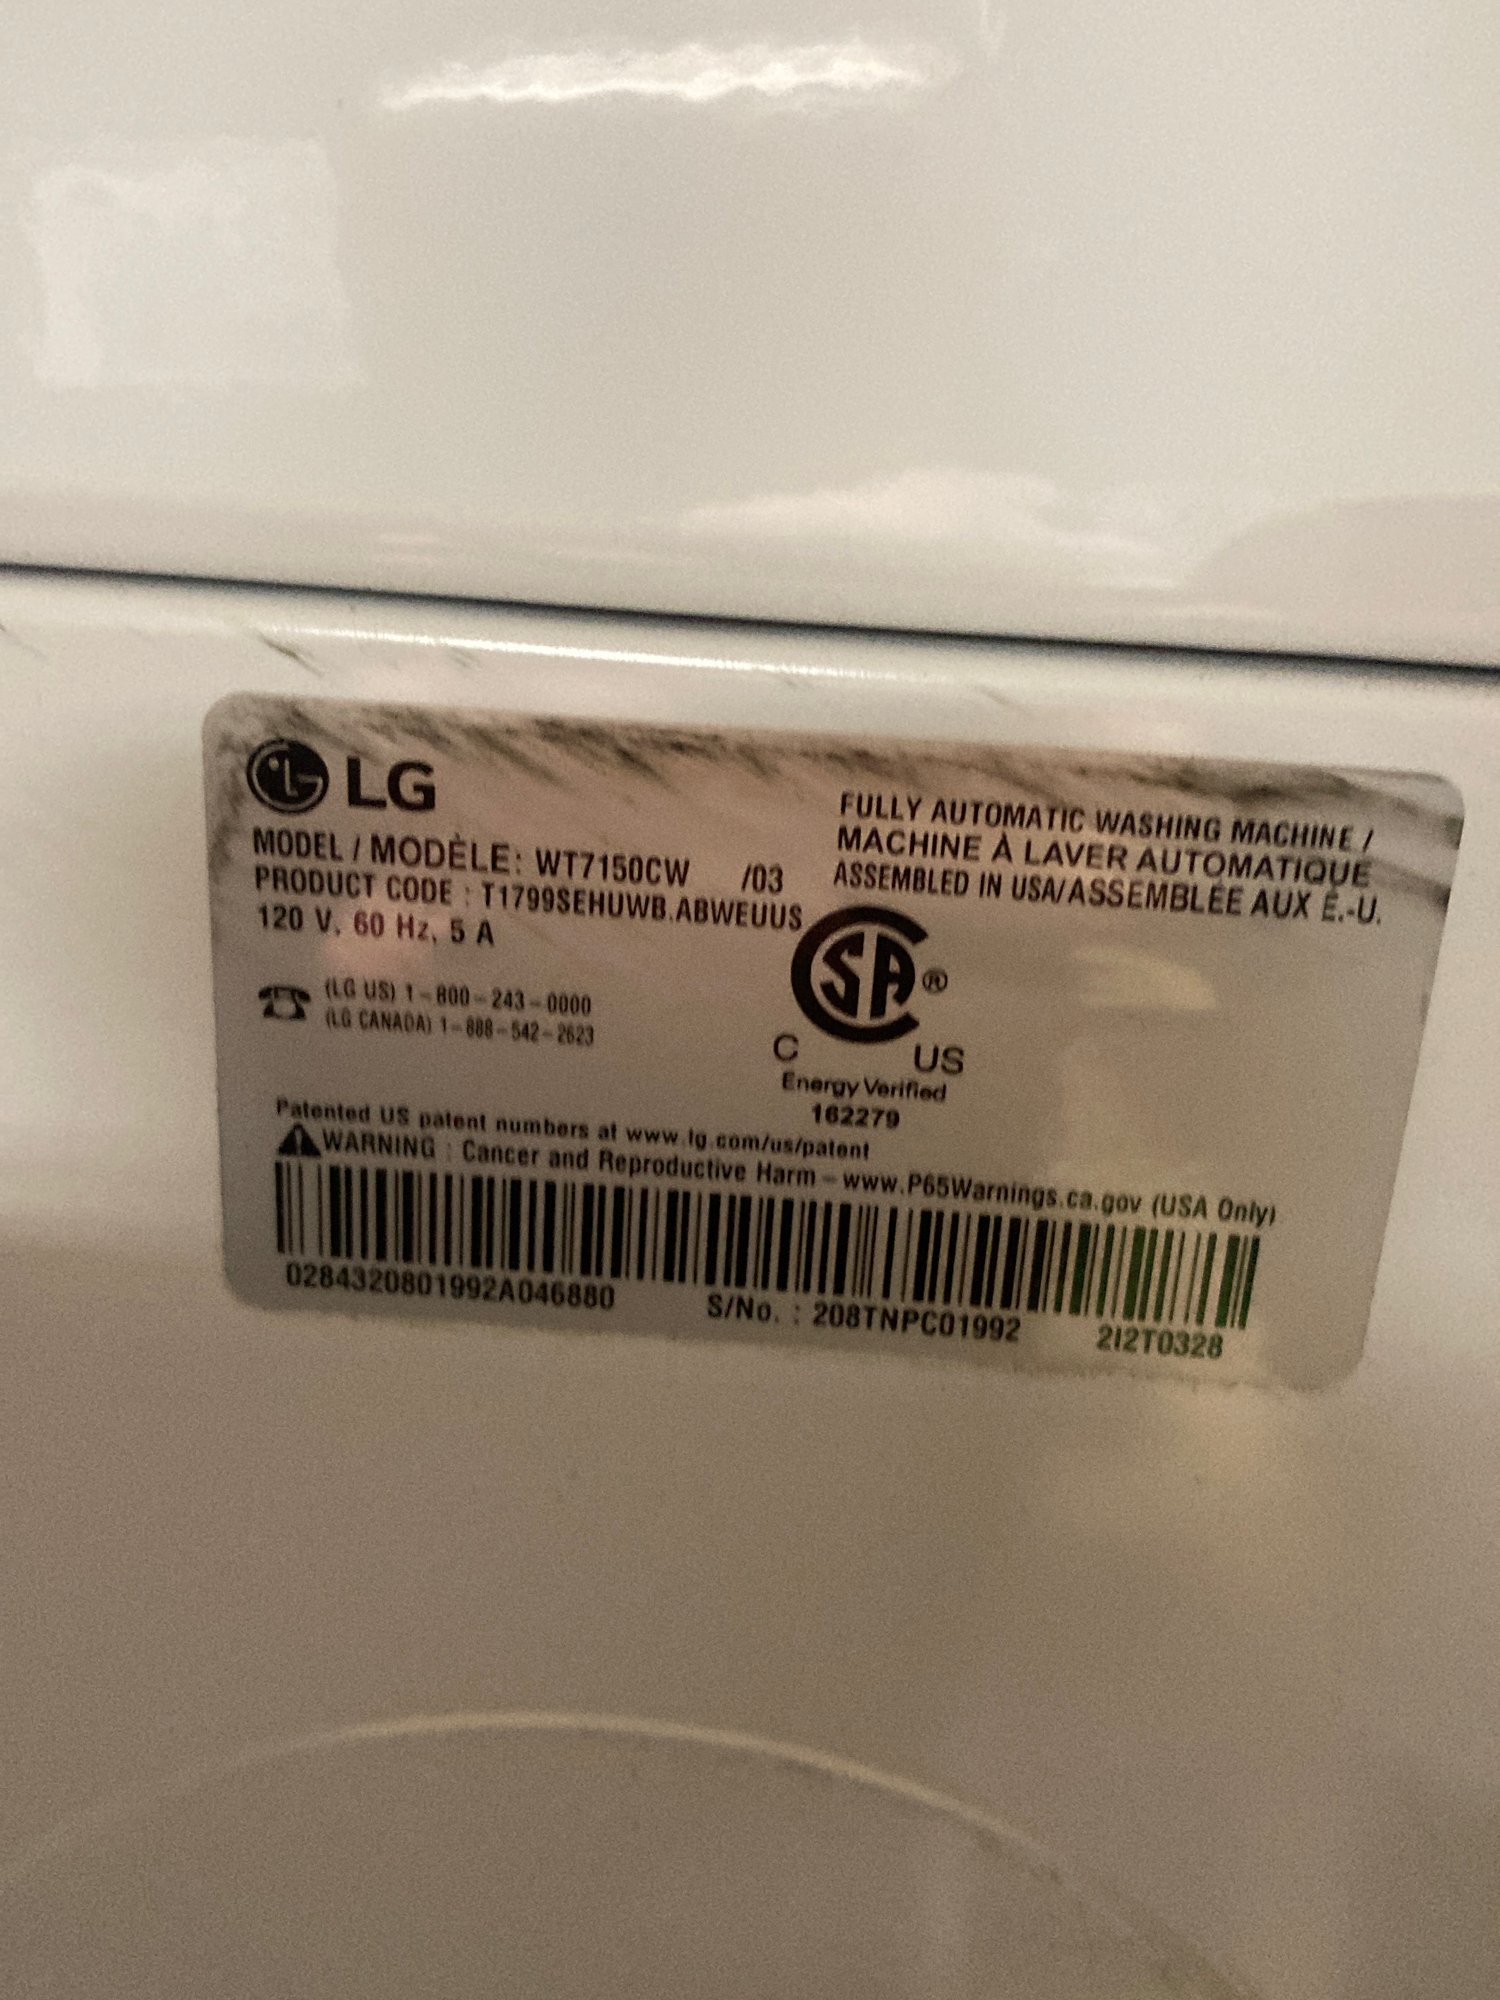 LG
MODEL / MODÈLE: WT7150CW /03
PRODUCT CODE : T1799SEHUWB.ABWEUUS
120 V, 60 Hz, 5 A
FULLY AUTOMATIC WASHING MACHINE /
MACHINE À LAVER AUTOMATIQUE
ASSEMBLED IN USA/ASSEMBLÉE AUX É.-U.
(LG US) 1-800-243-0000
(LG CANADA) 1-888-542-2623
SA ®
C US
Energy Verified
162279
Patented US patent numbers at www.lg.com/us/patent
WARNING : Cancer and Reproductive Harm - www.P65Warnings.ca.gov (USA Only)
0284320801992A046880 S/No. : 208TNPC01992 2I2T0328